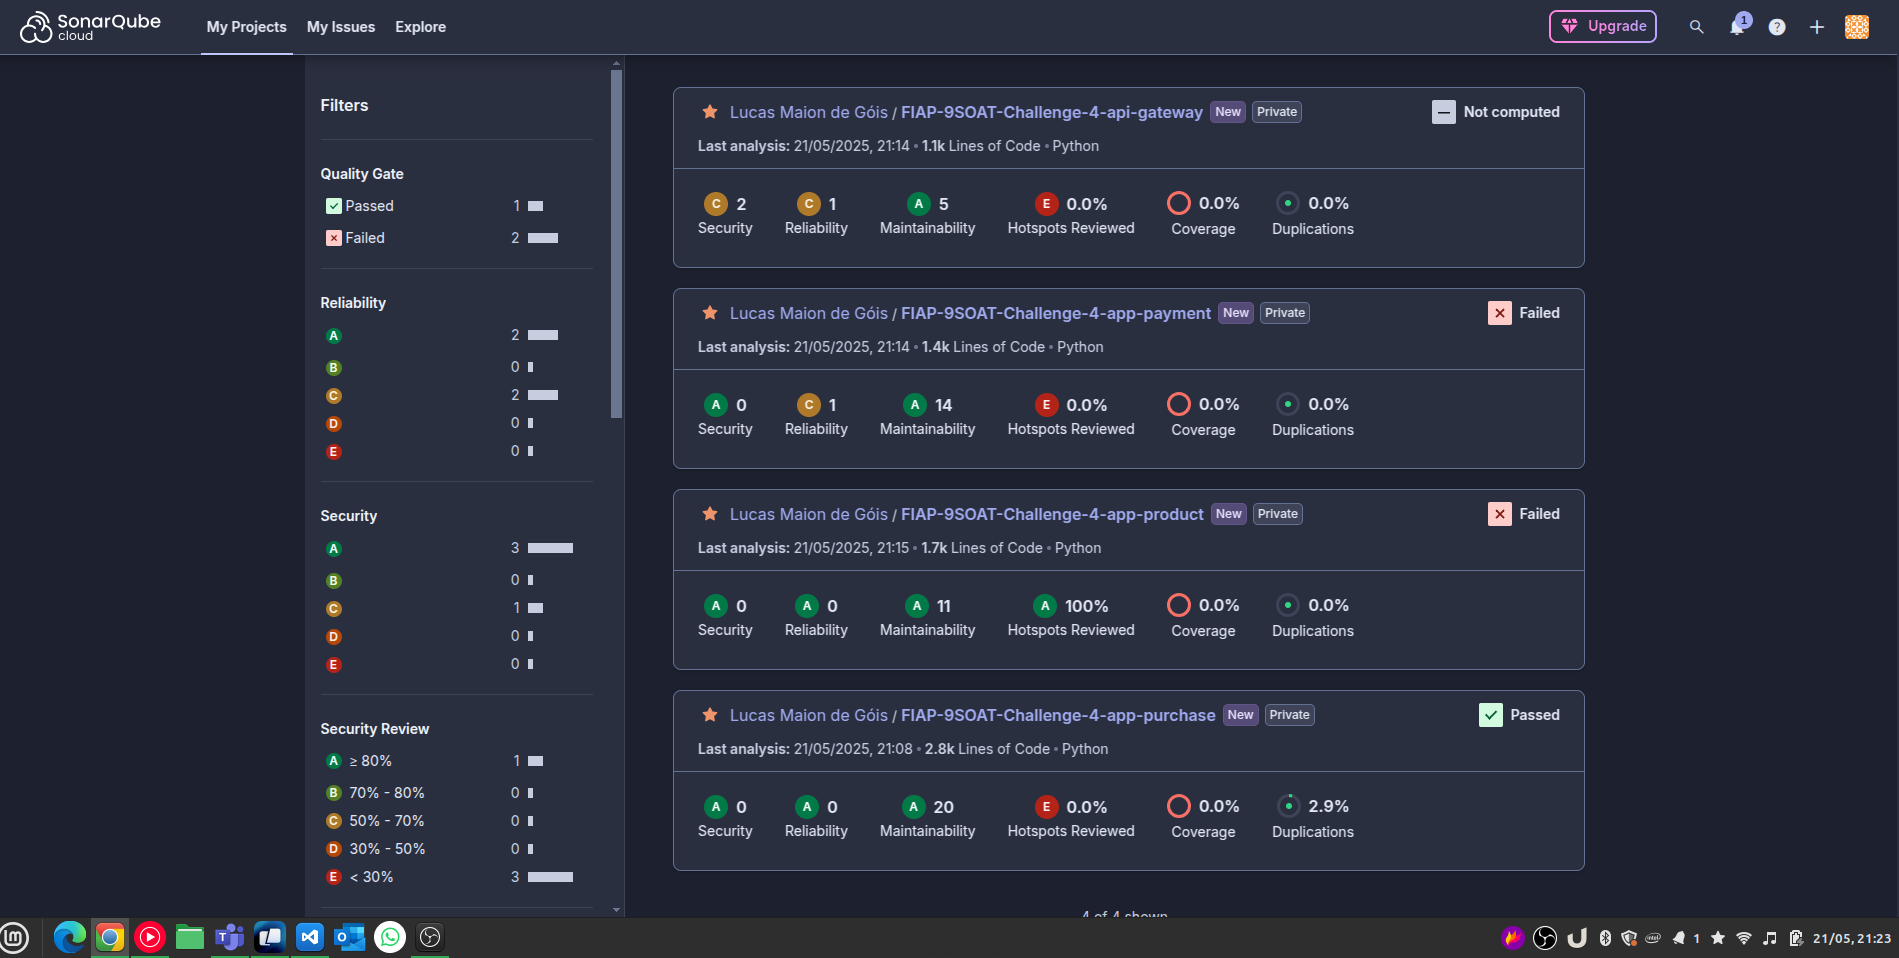 SonarQube
cloud
My Projects
My Issues
Explore
Upgrade
1
?
Filters
Quality Gate
Passed 1
Failed 2
Reliability
A 2
B 0
C 2
D 0
E 0
Security
A 3
B 0
C 1
D 0
E 0
Security Review
A ≥ 80% 1
B 70% - 80% 0
C 50% - 70% 0
D 30% - 50% 0
E < 30% 3
Lucas Maion de Góis / FIAP-9SOAT-Challenge-4-api-gateway New Private Not computed
Last analysis: 21/05/2025, 21:14 • 1.1k Lines of Code • Python
C 2 C 1 A 5 E 0.0% 0.0% 0.0%
Security Reliability Maintainability Hotspots Reviewed Coverage Duplications
Lucas Maion de Góis / FIAP-9SOAT-Challenge-4-app-payment New Private Failed
Last analysis: 21/05/2025, 21:14 • 1.4k Lines of Code • Python
A 0 C 1 A 14 E 0.0% 0.0% 0.0%
Security Reliability Maintainability Hotspots Reviewed Coverage Duplications
Lucas Maion de Góis / FIAP-9SOAT-Challenge-4-app-product New Private Failed
Last analysis: 21/05/2025, 21:15 • 1.7k Lines of Code • Python
A 0 A 0 A 11 A 100% 0.0% 0.0%
Security Reliability Maintainability Hotspots Reviewed Coverage Duplications
Lucas Maion de Góis / FIAP-9SOAT-Challenge-4-app-purchase New Private Passed
Last analysis: 21/05/2025, 21:08 • 2.8k Lines of Code • Python
A 0 A 0 A 20 E 0.0% 0.0% 2.9%
Security Reliability Maintainability Hotspots Reviewed Coverage Duplications
4 of 4 shown
1
21/05, 21:23